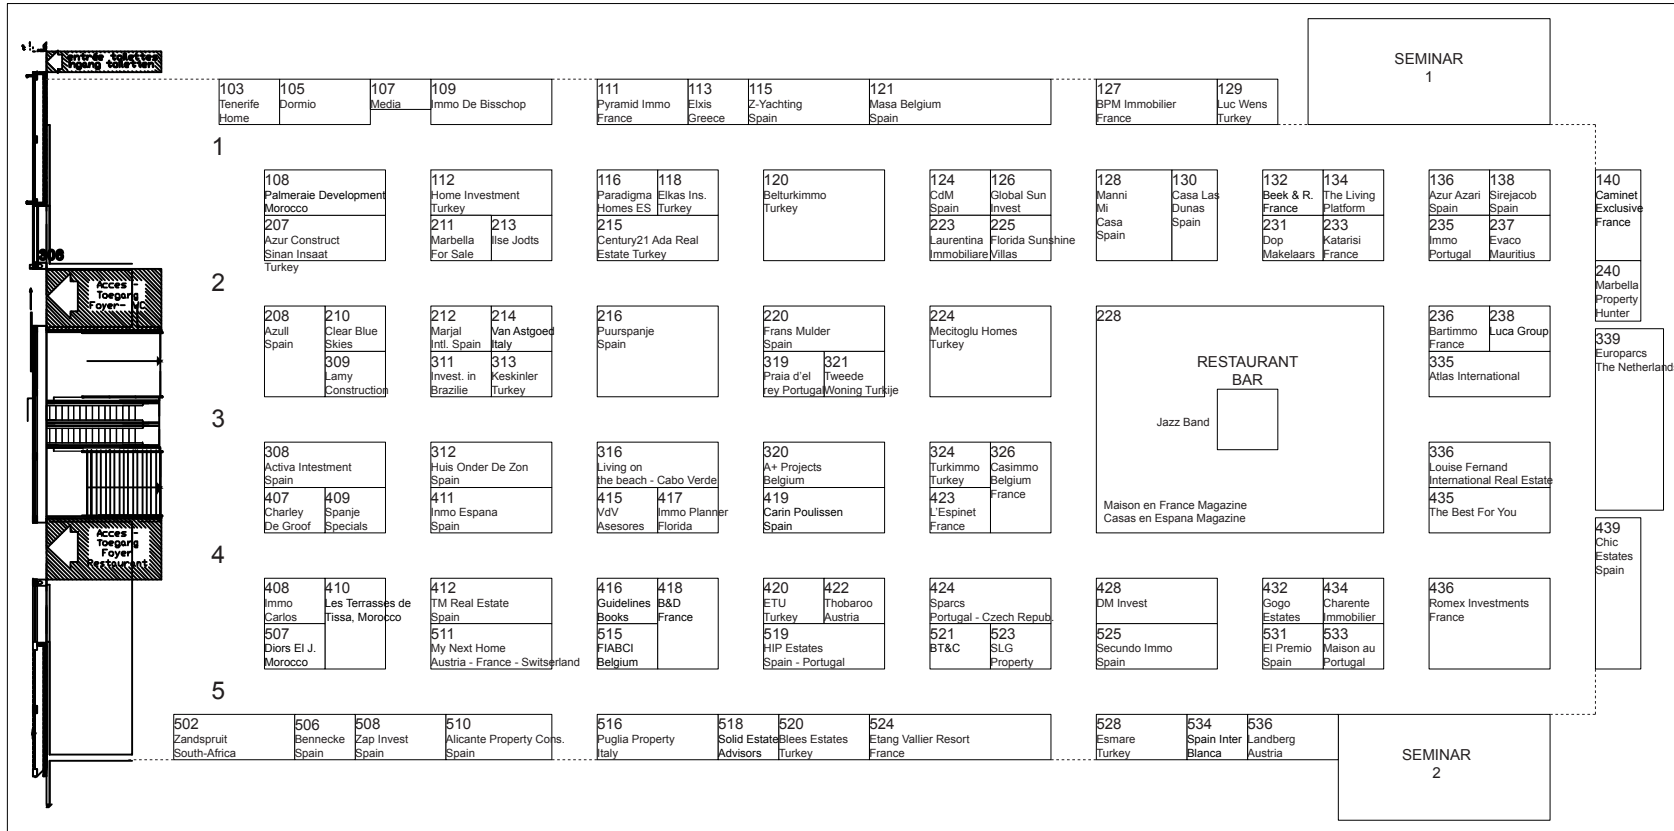 entrée toilettes
ingang toiletten
SEMINAR
1
103
Tenerife
Home
105
Dormio
107
Media
109
Immo De Bisschop
111
Pyramid Immo
France
113
Elxis
Greece
115
Z-Yachting
Spain
121
Masa Belgium
Spain
127
BPM Immobilier
France
129
Luc Wens
Turkey
1
108
Palmeraie Development
Morocco
112
Home Investment
Turkey
116
Paradigma
Homes ES
118
Elkas Ins.
Turkey
120
Belturkimmo
Turkey
124
CdM
Spain
126
Global Sun
Invest
128
Manni
Mi
Casa
Spain
130
Casa Las
Dunas
Spain
132
Beek & R.
France
134
The Living
Platform
136
Azur Azari
Spain
138
Sirejacob
Spain
140
Caminet
Exclusive
France
207
Azur Construct
Sinan Insaat
Turkey
211
Marbella
For Sale
213
Ilse Jodts
215
Century21 Ada Real
Estate Turkey
223
Laurentina
Immobiliare
225
Florida Sunshine
Villas
231
Dop
Makelaars
233
Katarisi
France
235
Immo
Portugal
237
Evaco
Mauritius
240
Marbella
Property
Hunter
306
Acces -
Toegang
Foyer- WC
2
208
Azull
Spain
210
Clear Blue
Skies
212
Marjal
Intl. Spain
214
Van Astgoed
Italy
216
Puurspanje
Spain
220
Frans Mulder
Spain
224
Mecitoglu Homes
Turkey
228
RESTAURANT
BAR
Jazz Band
Maison en France Magazine
Casas en Espana Magazine
236
Bartimmo
France
238
Luca Group
339
Europarcs
The Netherlands
309
Lamy
Construction
311
Invest. in
Brazilie
313
Keskinler
Turkey
319
Praia d'el
rey Portugal
321
Tweede
Woning Turkije
335
Atlas International
3
308
Activa Intestment
Spain
312
Huis Onder De Zon
Spain
316
Living on
the beach - Cabo Verde
320
A+ Projects
Belgium
324
Turkimmo
Turkey
326
Casimmo
Belgium
France
336
Louise Fernand
International Real Estate
407
Charley
De Groof
409
Spanje
Specials
411
Inmo Espana
Spain
415
VdV
Asesores
417
Immo Planner
Florida
419
Carin Poulissen
Spain
423
L'Espinet
France
435
The Best For You
439
Chic
Estates
Spain
Acces -
Toegang
Foyer
Restaurant
4
408
Immo
Carlos
410
Les Terrasses de
Tissa, Morocco
412
TM Real Estate
Spain
416
Guidelines
Books
418
B&D
France
420
ETU
Turkey
422
Thobaroo
Austria
424
Sparcs
Portugal - Czech Repub.
428
DM Invest
432
Gogo
Estates
434
Charente
Immobilier
436
Romex Investments
France
507
Diors El J.
Morocco
511
My Next Home
Austria - France - Switserland
515
FIABCI
Belgium
519
HIP Estates
Spain - Portugal
521
BT&C
523
SLG
Property
525
Secundo Immo
Spain
531
El Premio
Spain
533
Maison au
Portugal
5
502
Zandspruit
South-Africa
506
Bennecke
Spain
508
Zap Invest
Spain
510
Alicante Property Cons.
Spain
516
Puglia Property
Italy
518
Solid Estate
Advisors
520
Blees Estates
Turkey
524
Etang Vallier Resort
France
528
Esmare
Turkey
534
Spain Inter
Blanca
536
Landberg
Austria
SEMINAR
2